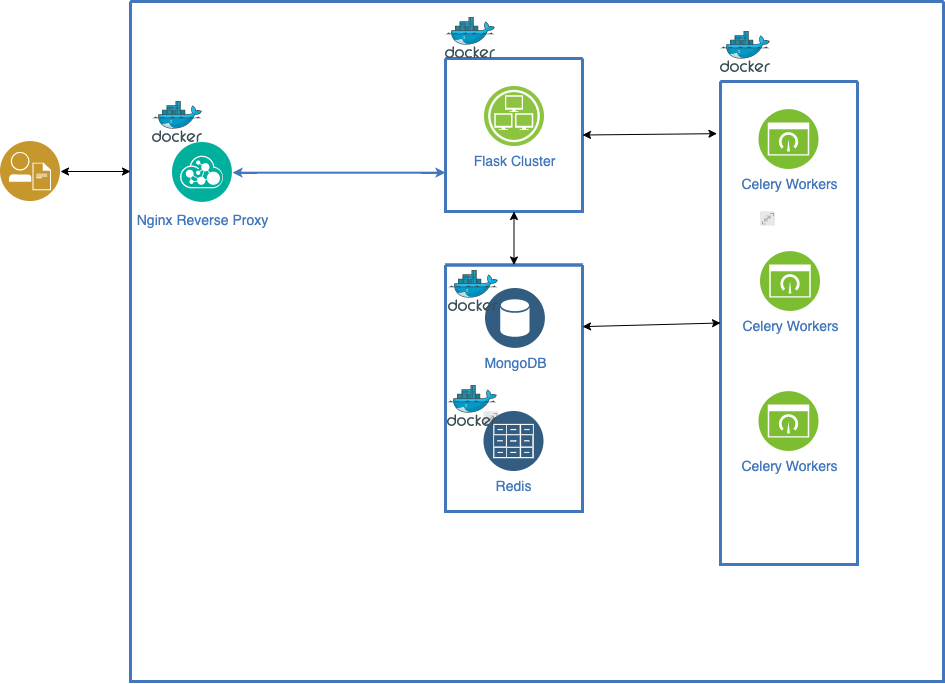 docker
docker
docker
Flask Cluster
Celery Workers
Nginx Reverse Proxy
docker
MongoDB
Celery Workers
docker
Redis
Celery Workers